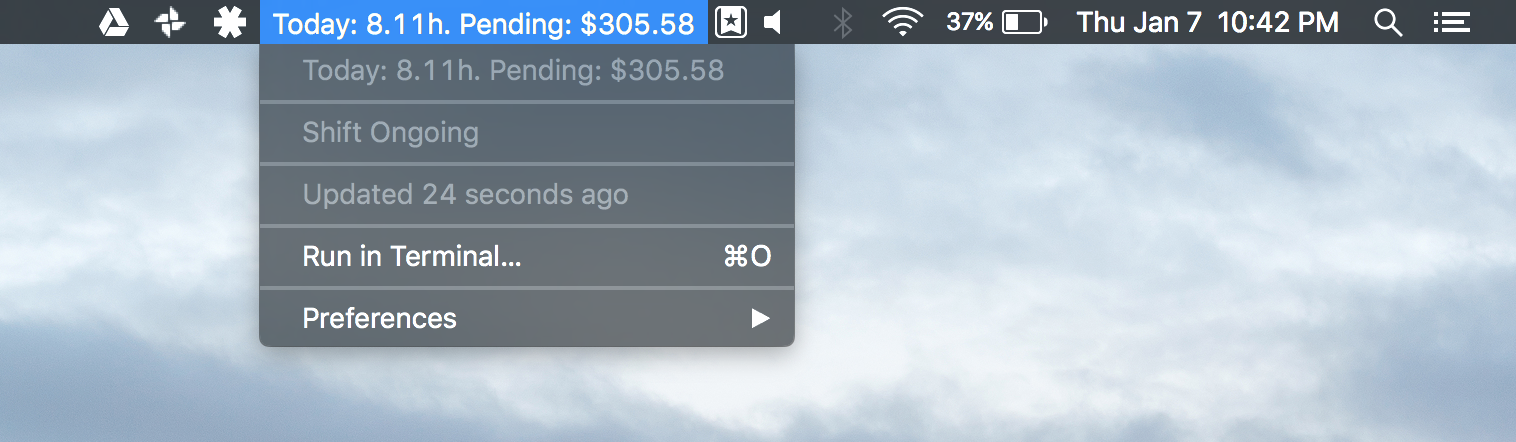 Today: 8.11h. Pending: $305.58 37% Thu Jan 7 10:42 PM
Today: 8.11h. Pending: $305.58
Shift Ongoing
Updated 24 seconds ago
Run in Terminal... ⌘O
Preferences